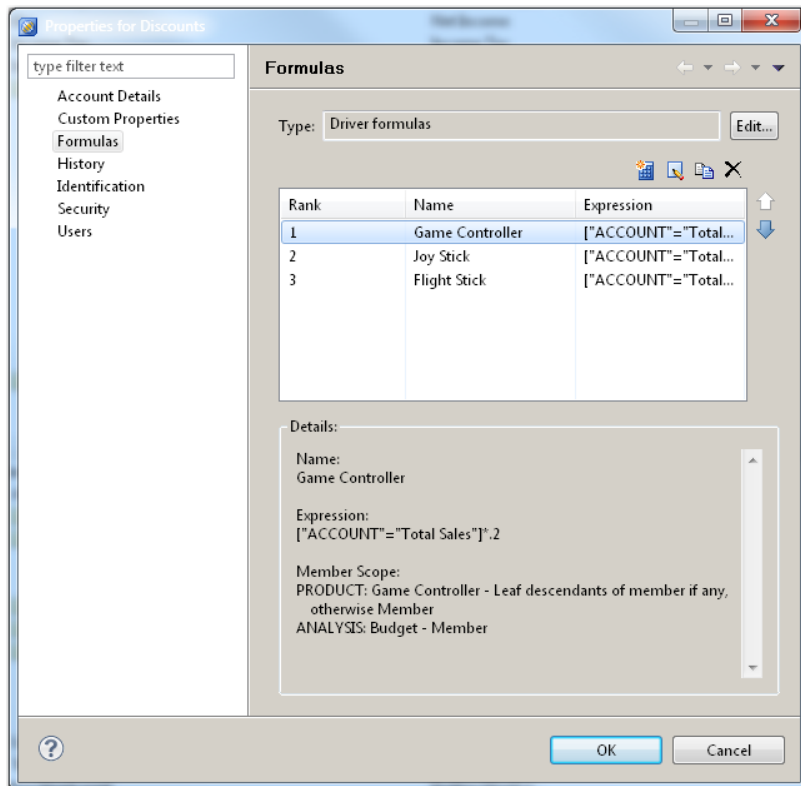 Properties for Discounts
type filter text
Account Details
Custom Properties
Formulas
History
Identification
Security
Users
Formulas
Type: Driver formulas Edit...
Rank Name Expression
1 Game Controller ["ACCOUNT"="Total...
2 Joy Stick ["ACCOUNT"="Total...
3 Flight Stick ["ACCOUNT"="Total...
Details:
Name:
Game Controller
Expression:
["ACCOUNT"="Total Sales"]*.2
Member Scope:
PRODUCT: Game Controller - Leaf descendants of member if any,
otherwise Member
ANALYSIS: Budget - Member
? OK Cancel